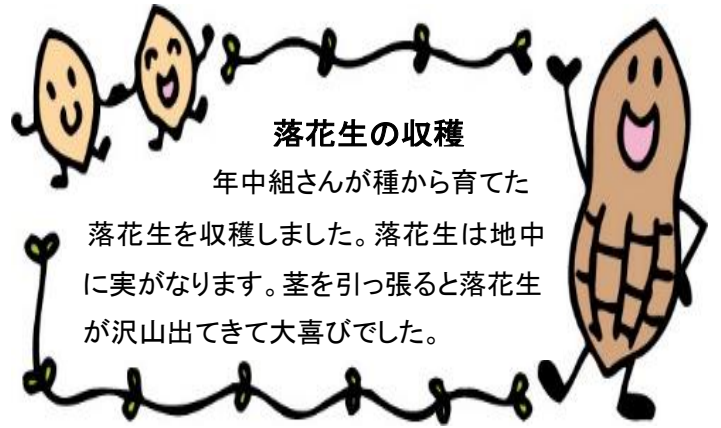 落花生の収穫
年中組さんが種から育てた
落花生を収穫しました。落花生は地中
に実がなります。茎を引っ張ると落花生
が沢山出てきて大喜びでした。